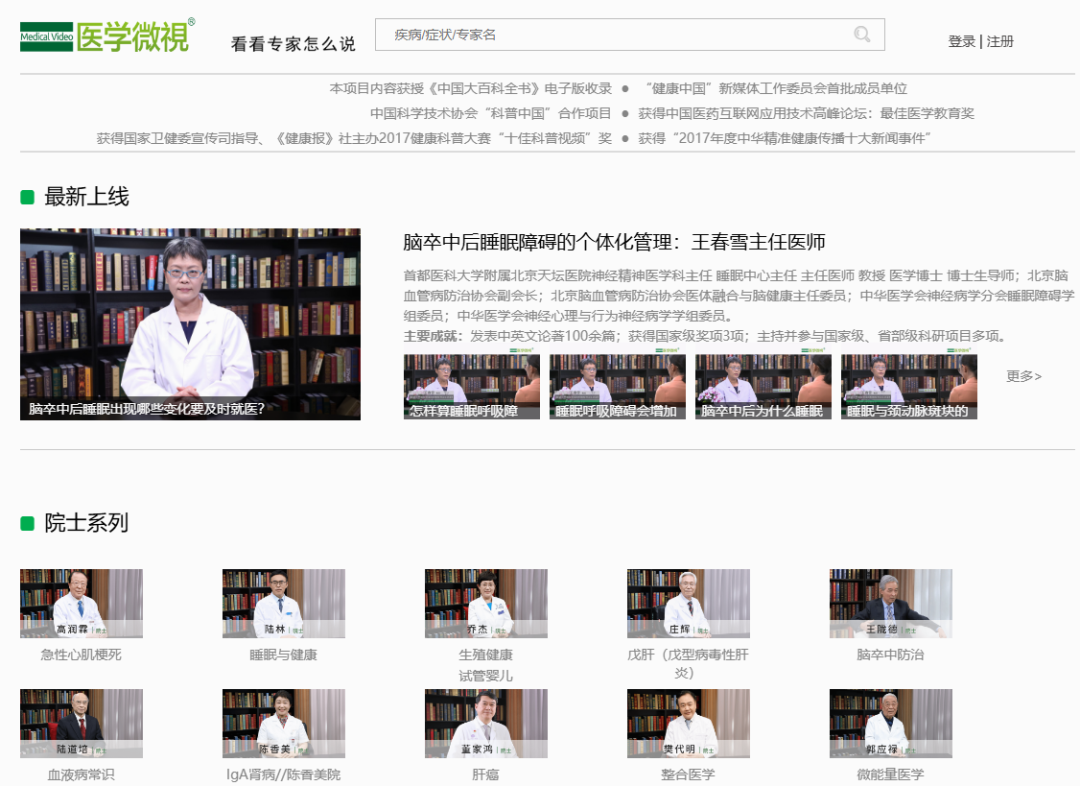 Medical Video 医学微視®
看看专家怎么说
疾病/症状/专家名
登录 | 注册
本项目内容获授《中国大百科全书》电子版收录 ● “健康中国”新媒体工作委员会首批成员单位
中国科学技术协会“科普中国”合作项目 ● 获得中国医药互联网应用技术高峰论坛：最佳医学教育奖
获得国家卫健委宣传司指导、《健康报》社主办2017健康科普大赛“十佳科普视频”奖 ● 获得“2017年度中华精准健康传播十大新闻事件”
最新上线
脑卒中后睡眠出现哪些变化要及时就医？
脑卒中后睡眠障碍的个体化管理：王春雪主任医师
首都医科大学附属北京天坛医院神经精神医学科主任 睡眠中心主任 主任医师 教授 医学博士 博士生导师；北京脑
血管病防治协会副会长；北京脑血管病防治协会医体融合与脑健康主任委员；中华医学会神经病学分会睡眠障碍学
组委员；中华医学会神经心理与行为神经病学学组委员。
主要成就：发表中英文论著100余篇；获得国家级奖项3项；主持并参与国家级、省部级科研项目多项。
怎样算睡眠呼吸障
睡眠呼吸障碍会增加
脑卒中后为什么睡眠
睡眠与颈动脉斑块的
更多>
院士系列
高润霖 | 院士
陆林 | 院士
乔杰 | 院士
庄辉 | 院士
王陇德 | 院士
急性心肌梗死
睡眠与健康
生殖健康
试管婴儿
戊肝（戊型病毒性肝
炎）
脑卒中防治
陆道培 | 院士
陈香美 | 院士
董家鸿 | 院士
樊代明 | 院士
郭应禄 | 院士
血液病常识
IgA肾病//陈香美院
肝癌
整合医学
微能量医学